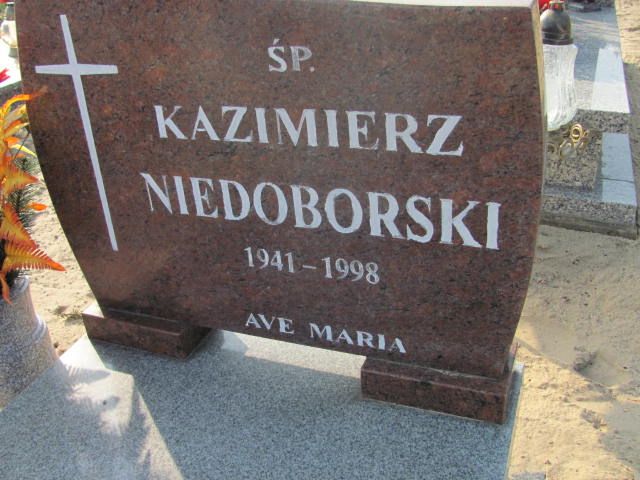 ŚP.
KAZIMIERZ
NIEDOBORSKI
1941 – 1998
AVE MARIA